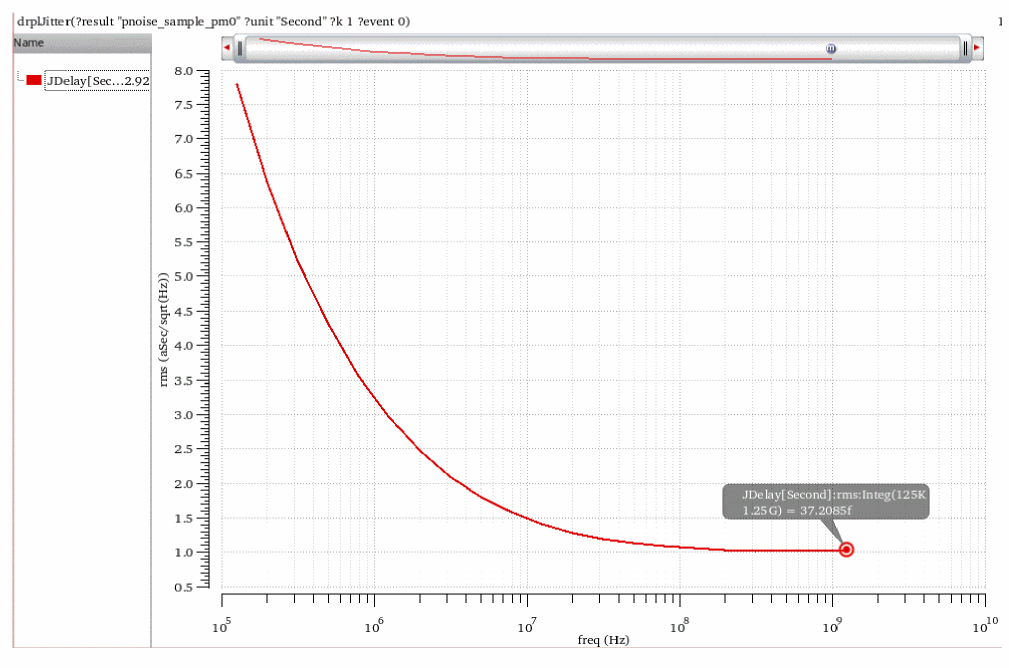 drplJitter(?result "pnoise_sample_pm0" ?unit "Second" ?k 1 ?event 0)
1
Name
JDelay[Sec...2.92
m
8.0
7.5
7.0
6.5
6.0
5.5
5.0
4.5
4.0
3.5
3.0
2.5
2.0
1.5
1.0
0.5
rms (aSec/sqrt(Hz))
JDelay[Second];rms:Integ(125K
1.25G) = 37.2085f
10^5
10^6
10^7
10^8
10^9
10^10
freq (Hz)